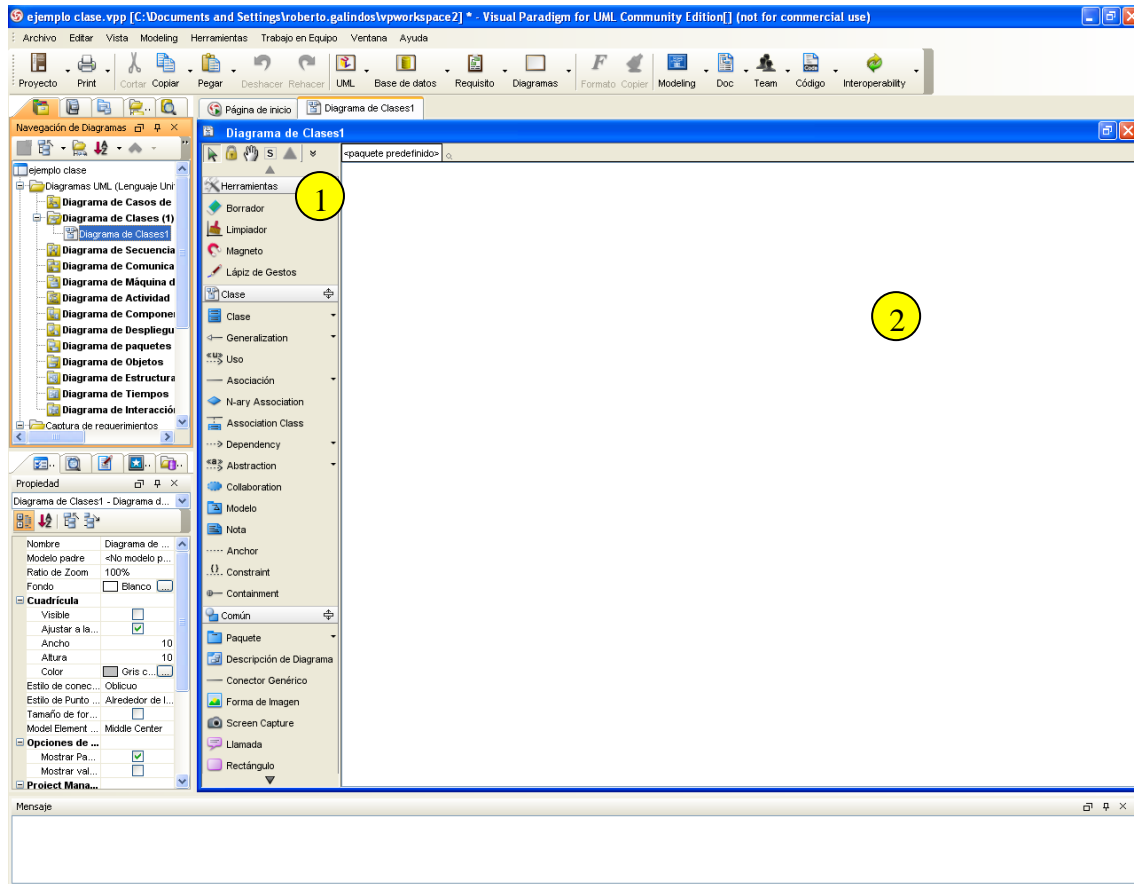 ejemplo clase.vpp [C:\Documents and Settings\roberto.galindos\vpworkspace2] * - Visual Paradigm for UML Community Edition[] (not for commercial use)
Archivo Editar Vista Modeling Herramientas Trabajo en Equipo Ventana Ayuda
Proyecto Print Cortar Copiar Pegar Deshacer Rehacer UML Base de datos Requisito Diagramas Formato Copier Modeling Doc Team Código Interoperability
Página de inicio Diagrama de Clases1
Navegación de Diagramas
ejemplo clase
Diagramas UML (Lenguaje Uni
Diagrama de Casos de
Diagrama de Clases (1)
Diagrama de Clases1
Diagrama de Secuencia
Diagrama de Comunica
Diagrama de Máquina d
Diagrama de Actividad
Diagrama de Componer
Diagrama de Despliegu
Diagrama de paquetes
Diagrama de Objetos
Diagrama de Estructura
Diagrama de Tiempos
Diagrama de Interacció
Captura de requerimientos
Propiedad
Diagrama de Clases1 - Diagrama d...
Nombre Diagrama de ...
Modelo padre <No modelo p...
Ratio de Zoom 100%
Fondo Blanco ...
Cuadrícula
Visible
Ajustar a la...
Ancho 10
Altura 10
Color Gris c... ...
Estilo de conec... Oblicuo
Estilo de Punto ... Alrededor de l...
Tamaño de for...
Model Element ... Middle Center
Opciones de ...
Mostrar Pa...
Mostrar val...
Project Mana...
Diagrama de Clases1
S
<paquete predefinido>
Herramientas
1
Borrador
Limpiador
Magneto
Lápiz de Gestos
Clase
Clase
Generalization
Uso
Asociación
N-ary Association
Association Class
Dependency
Abstraction
Collaboration
Modelo
Nota
Anchor
Constraint
Containment
Común
Paquete
Descripción de Diagrama
Conector Genérico
Forma de Imagen
Screen Capture
Llamada
Rectángulo
2
Mensaje